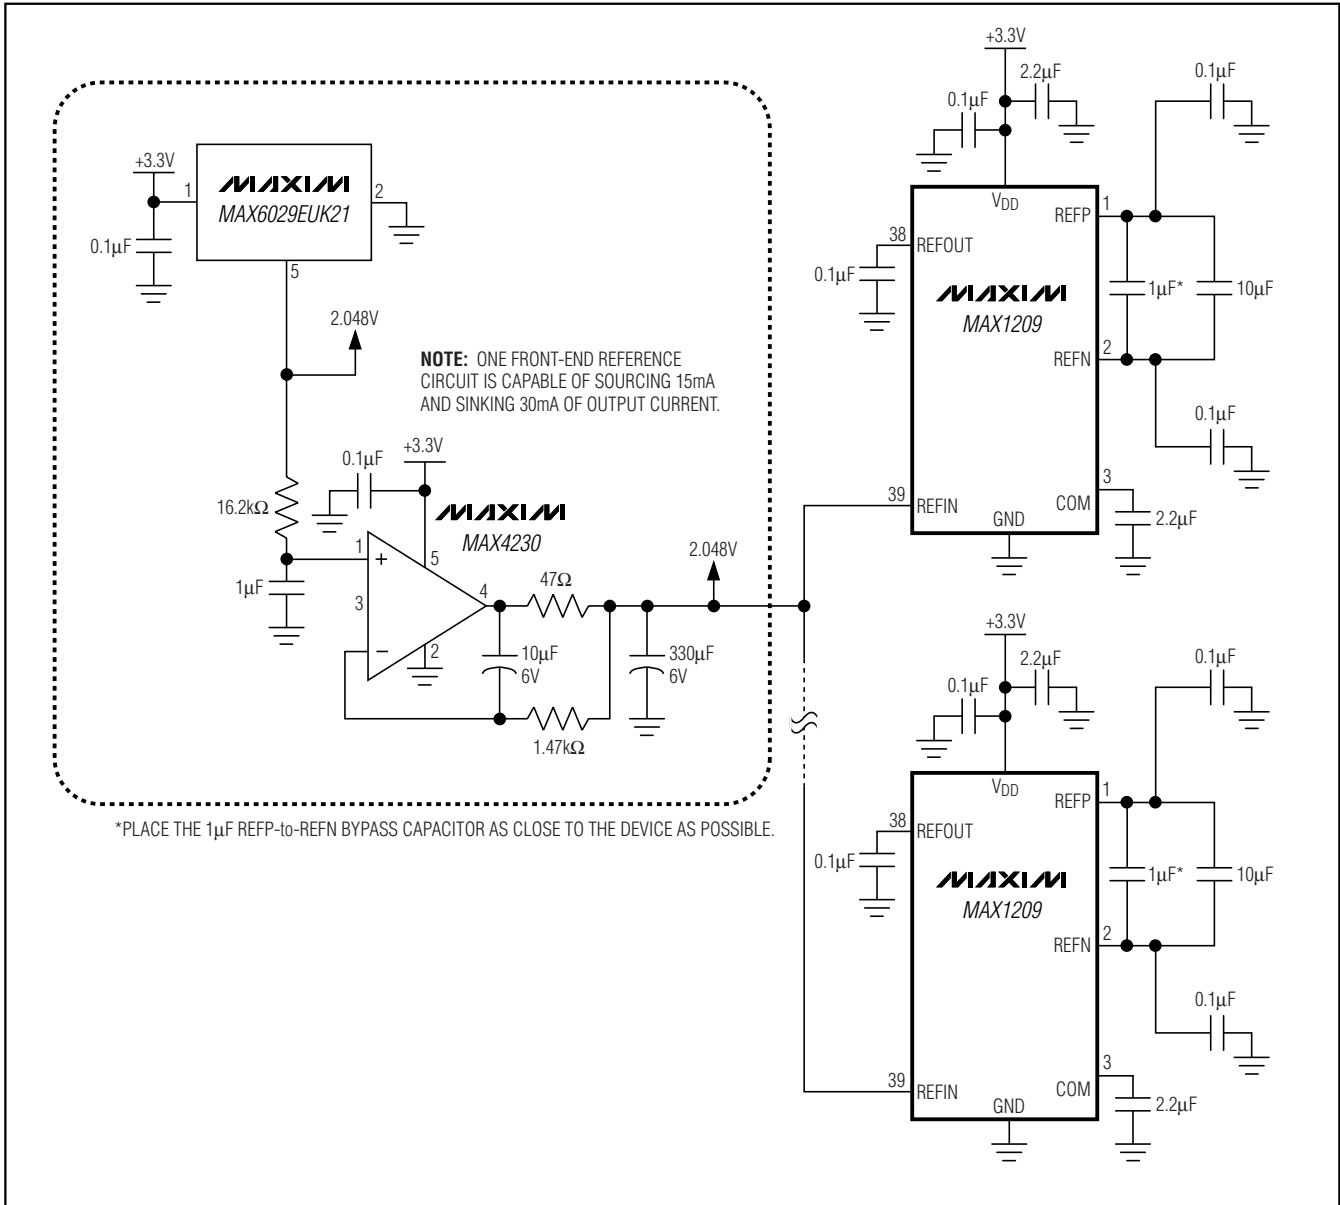 +3.3V
1
MAXIM
MAX6029EUK21
2
0.1µF
5
2.048V
NOTE: ONE FRONT-END REFERENCE
CIRCUIT IS CAPABLE OF SOURCING 15mA
AND SINKING 30mA OF OUTPUT CURRENT.
16.2kΩ
0.1µF
+3.3V
MAXIM
MAX4230
1
+
5
1µF
3
4
−
2
47Ω
10µF
6V
1.47kΩ
330µF
6V
2.048V
*PLACE THE 1µF REFP-to-REFN BYPASS CAPACITOR AS CLOSE TO THE DEVICE AS POSSIBLE.
+3.3V
2.2µF
0.1µF
0.1µF
VDD
REFP
1
38
REFOUT
0.1µF
MAXIM
MAX1209
1µF*
10µF
REFN
2
0.1µF
3
COM
2.2µF
39
REFIN
GND
+3.3V
2.2µF
0.1µF
0.1µF
VDD
REFP
1
38
REFOUT
0.1µF
MAXIM
MAX1209
1µF*
10µF
REFN
2
0.1µF
3
COM
2.2µF
39
REFIN
GND